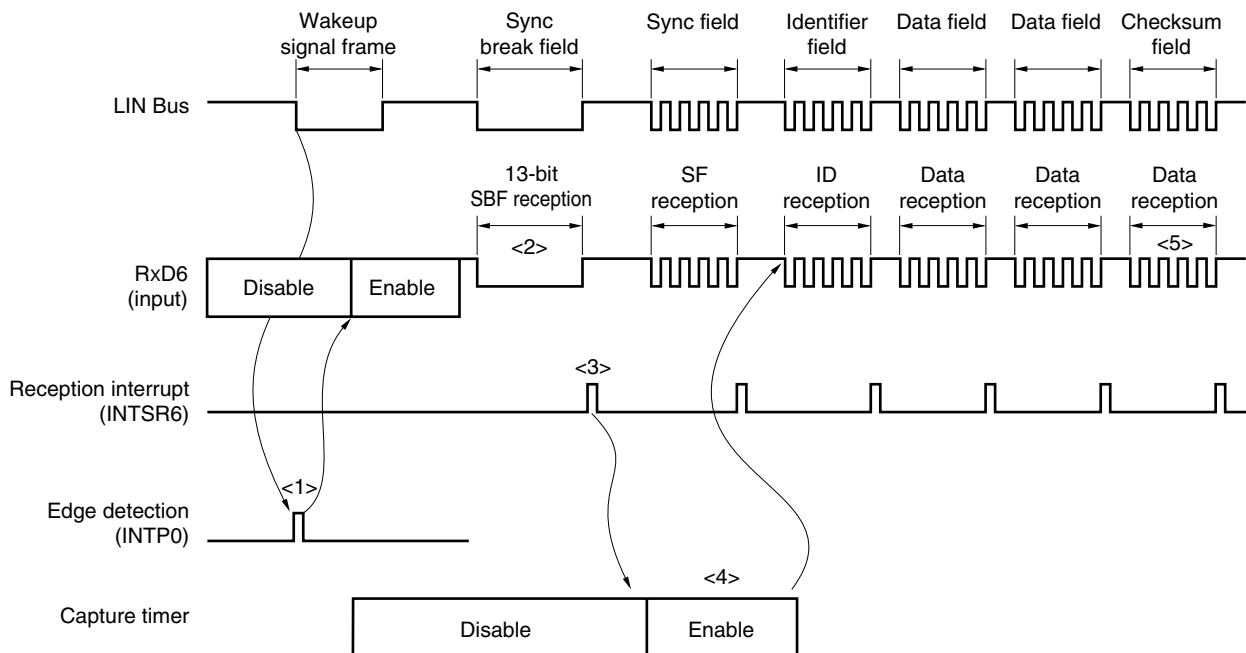 Wakeup
signal frame
Sync
break field
Sync field
Identifier
field
Data field
Data field
Checksum
field
LIN Bus
13-bit
SBF reception
SF
reception
ID
reception
Data
reception
Data
reception
Data
reception
<2>
<5>
RxD6
(input)
Disable
Enable
Reception interrupt
(INTSR6)
<3>
Edge detection
(INTP0)
<1>
Capture timer
Disable
Enable
<4>